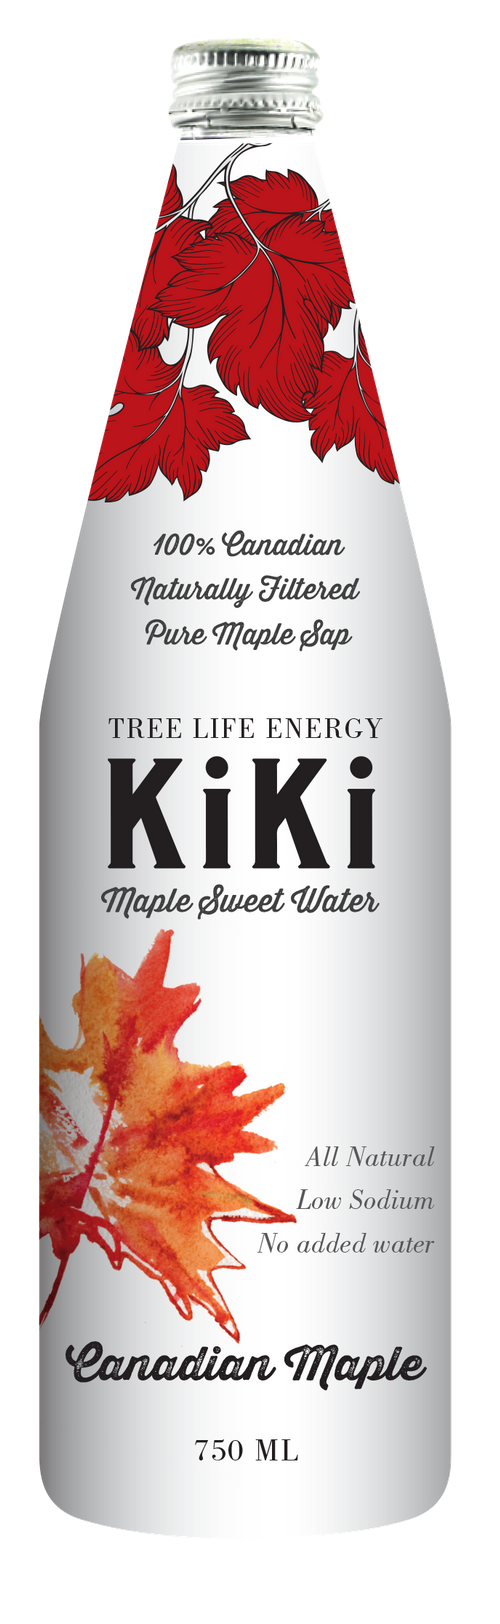 100% Canadian
Naturally Filtered
Pure Maple Sap
TREE LIFE ENERGY
KiKi
Maple Sweet Water
All Natural
Low Sodium
No added water
Canadian Maple
750 ML